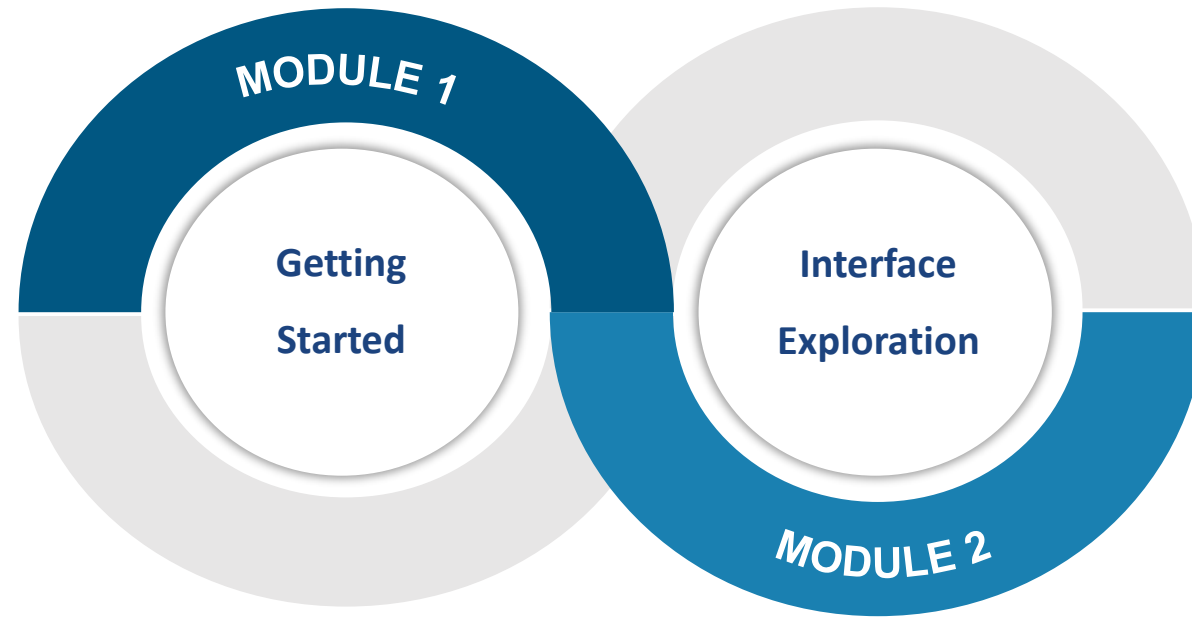 MODULE 1
Getting
Started
Interface
Exploration
MODULE 2